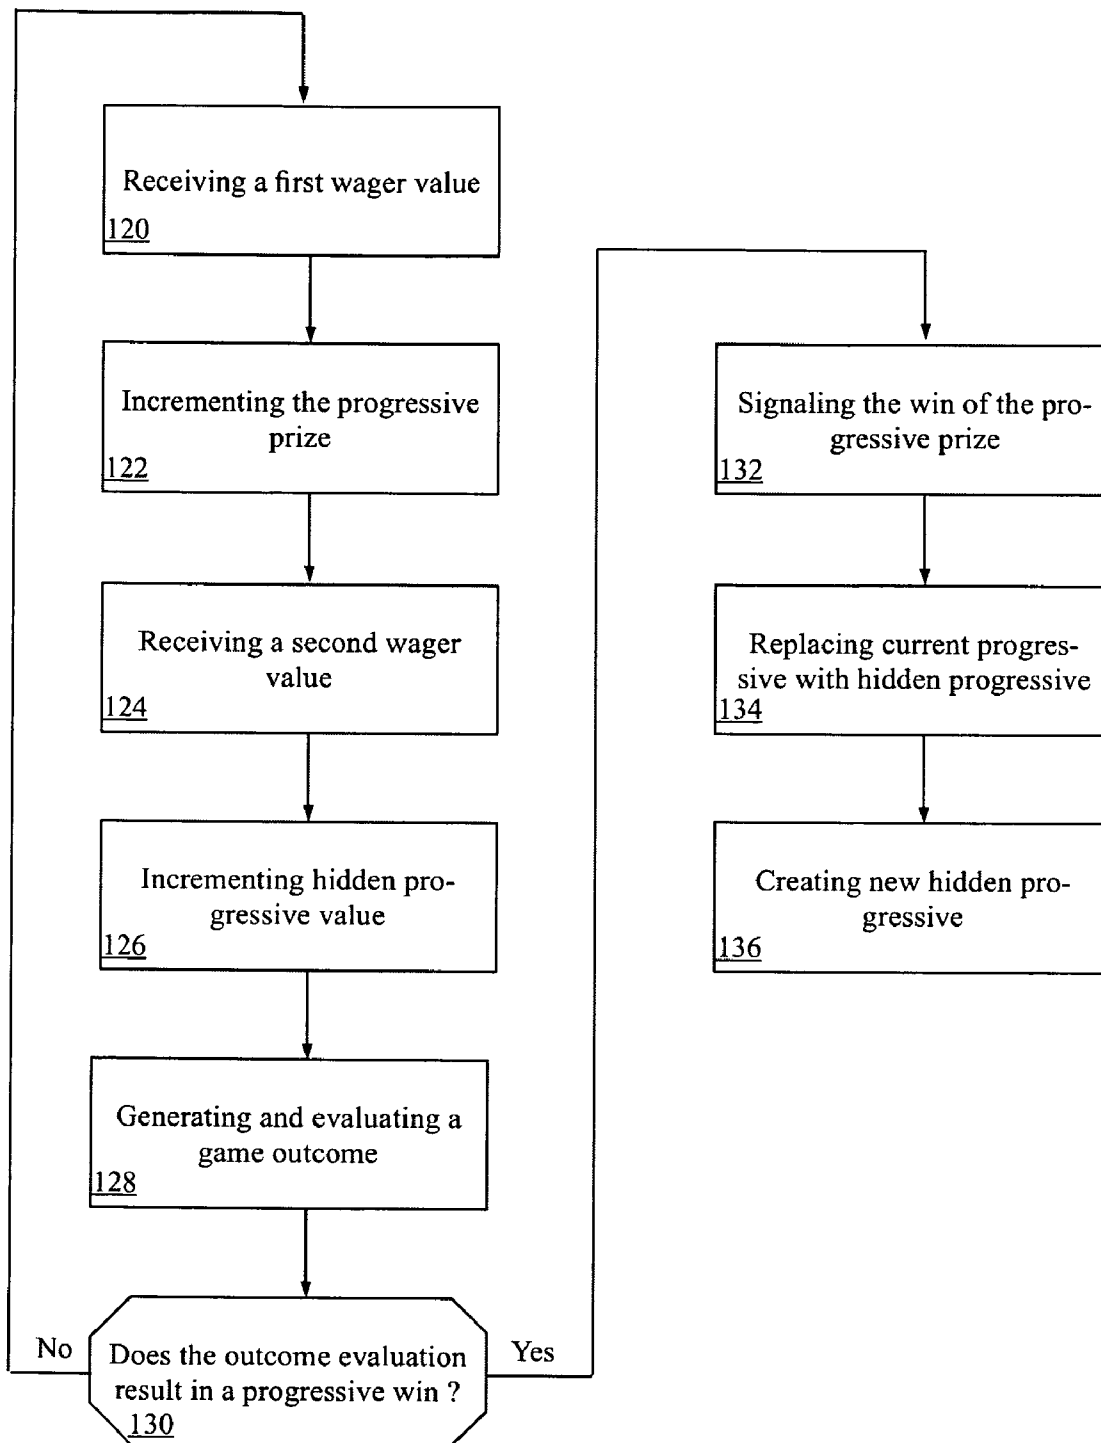 Receiving a first wager value
120
Incrementing the progressive
prize
122
Receiving a second wager
value
124
Incrementing hidden pro-
gressive value
126
Generating and evaluating a
game outcome
128
No
Does the outcome evaluation
result in a progressive win ?
130
Yes
Signaling the win of the pro-
gressive prize
132
Replacing current progres-
sive with hidden progressive
134
Creating new hidden pro-
gressive
136